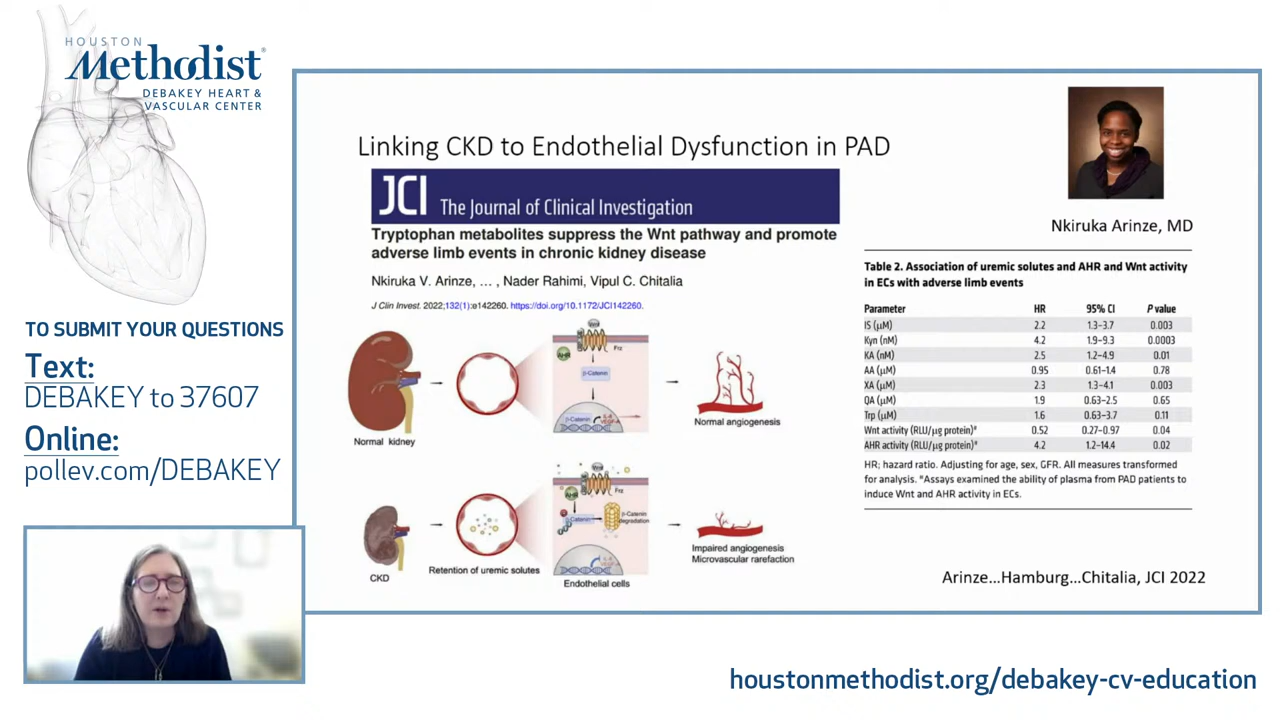 HOUSTON
Methodist®
DEBAKEY HEART &
VASCULAR CENTER
TO SUBMIT YOUR QUESTIONS
Text:
DEBAKEY to 37607
Online:
pollev.com/DEBAKEY
Linking CKD to Endothelial Dysfunction in PAD
JCI The Journal of Clinical Investigation
Tryptophan metabolites suppress the Wnt pathway and promote
adverse limb events in chronic kidney disease
Nkiruka V. Arinze, ... , Nader Rahimi, Vipul C. Chitalia
J Clin Invest. 2022;132(1):e142260. https://doi.org/10.1172/JCI142260.
Normal kidney
Wnt
AHR
Frz
β-Catenin
β-Catenin
Normal angiogenesis
CKD
Retention of uremic solutes
Wnt
AHR
Frz
β-Catenin
degradation
Endothelial cells
Impaired angiogenesis
Microvascular rarefaction
Nkiruka Arinze, MD
Table 2. Association of uremic solutes and AHR and Wnt activity
in ECs with adverse limb events
Parameter HR 95% CI P value
IS (μM) 2.2 1.3–3.7 0.003
Kyn (nM) 4.2 1.9–9.3 0.0003
KA (nM) 2.5 1.2–4.9 0.01
AA (μM) 0.95 0.61–1.4 0.78
XA (μM) 2.3 1.3–4.1 0.003
QA (μM) 1.9 0.63–2.5 0.65
Trp (μM) 1.6 0.63–3.7 0.11
Wnt activity (RLU/μg protein)ᴬ 0.52 0.27–0.97 0.04
AHR activity (RLU/μg protein)ᴬ 4.2 1.2–14.4 0.02
HR; hazard ratio. Adjusting for age, sex, GFR. All measures transformed
for analysis. ᴬAssays examined the ability of plasma from PAD patients to
induce Wnt and AHR activity in ECs.
Arinze...Hamburg...Chitalia, JCI 2022
houstonmethodist.org/debakey-cv-education